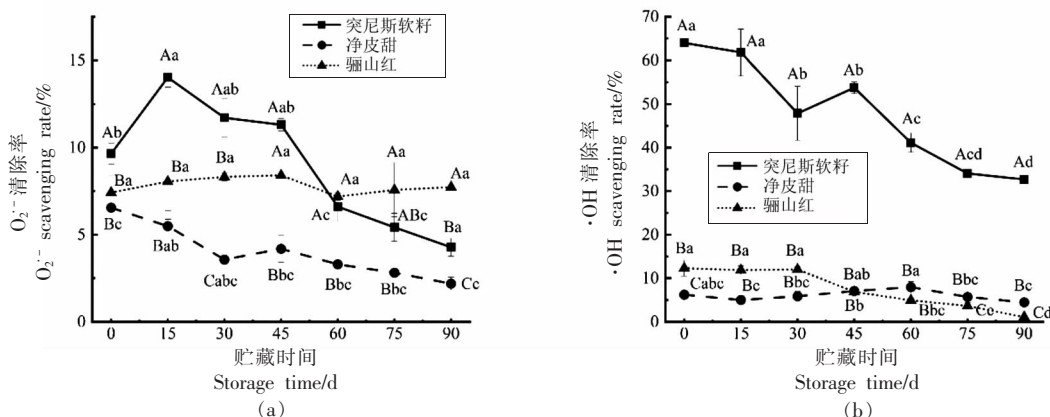 突尼斯软籽
净皮甜
骊山红
15
10
5
0
O₂·⁻清除率
O₂·⁻ scavenging rate/%
Ab
Aa
Aab
Aab
Ba
Ba
Ba
Aa
Aa
Aa
Aa
Ac
ABc
Ba
Bc
Bab
Cabc
Bbc
Bbc
Bbc
Cc
0 15 30 45 60 75 90
贮藏时间
Storage time/d
(a)
70
60
50
40
30
20
10
0
·OH 清除率
·OH scavenging rate/%
Aa
Aa
Ab
Ab
Ac
Acd
Ad
突尼斯软籽
净皮甜
骊山红
Ba
Ba
Ba
Bab
Ba
Bbc
Bc
Cabc
Bc
Bbc
Bb
Bbc
Cc
Cd
0 15 30 45 60 75 90
贮藏时间
Storage time/d
(b)